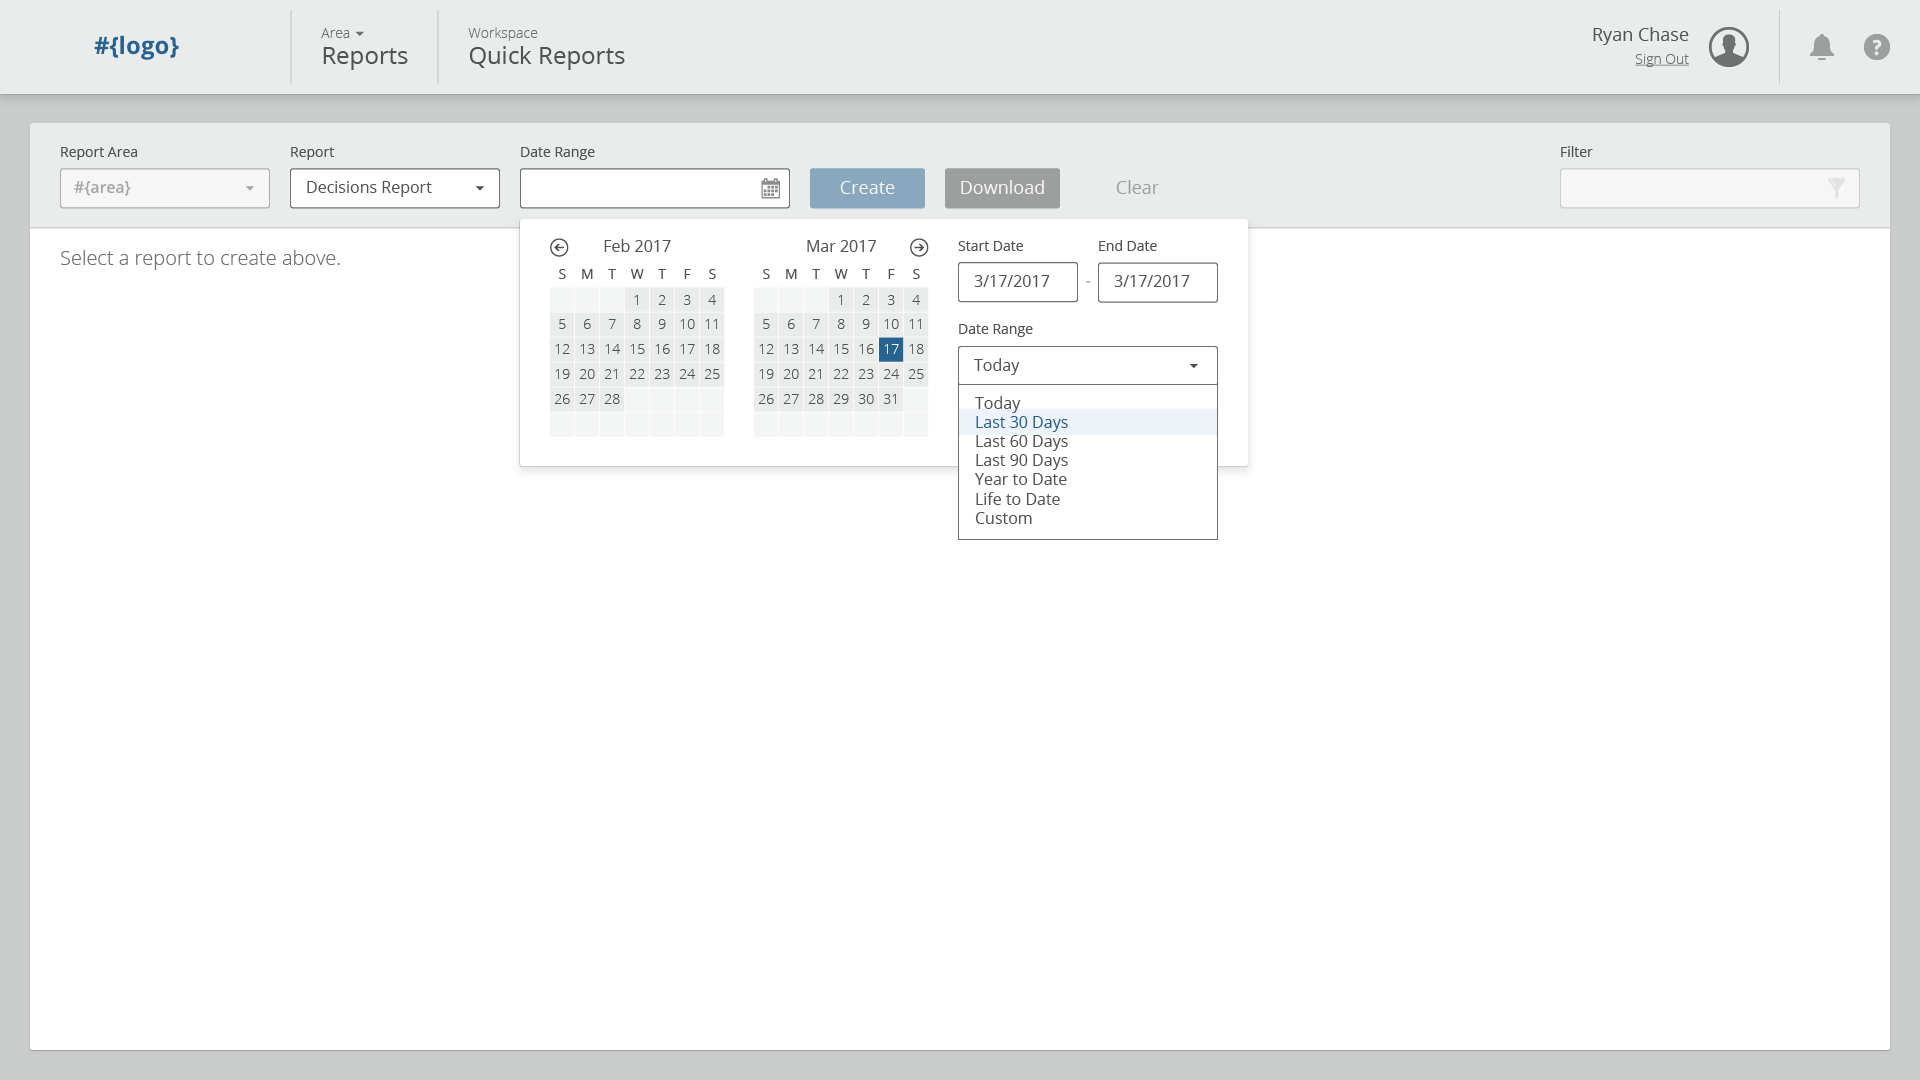 #{logo}
Area
Reports
Workspace
Quick Reports
Ryan Chase
Sign Out
?
Report Area
#{area}
Report
Decisions Report
Date Range
Create
Download
Clear
Filter
Select a report to create above.
Feb 2017
S M T W T F S
1 2 3 4
5 6 7 8 9 10 11
12 13 14 15 16 17 18
19 20 21 22 23 24 25
26 27 28
Mar 2017
S M T W T F S
1 2 3 4
5 6 7 8 9 10 11
12 13 14 15 16 17 18
19 20 21 22 23 24 25
26 27 28 29 30 31
Start Date
End Date
3/17/2017 - 3/17/2017
Date Range
Today
Today
Last 30 Days
Last 60 Days
Last 90 Days
Year to Date
Life to Date
Custom